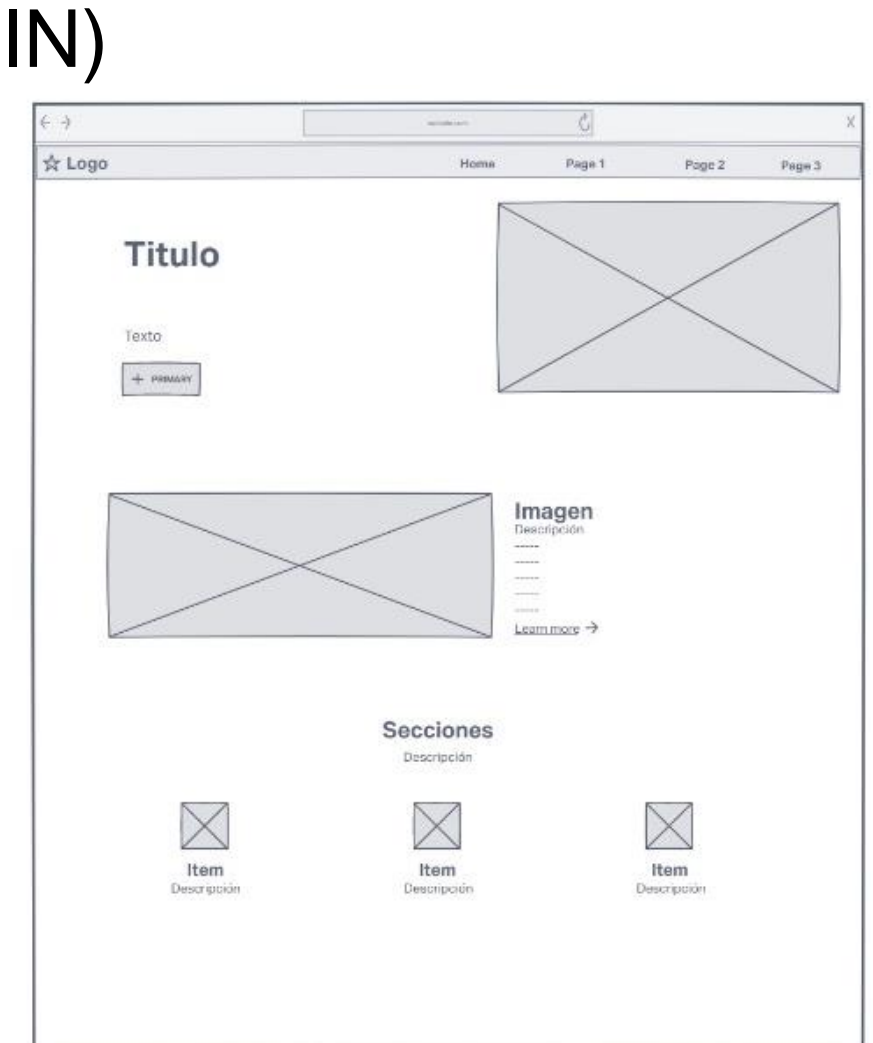 IN)
Logo Home Page 1 Page 2 Page 3
Titulo
Texto
+ PRIMARY
Imagen
Descripción
-----
-----
-----
-----
-----
Learn more →
Secciones
Descripción
Item Item Item
Descripción Descripción Descripción